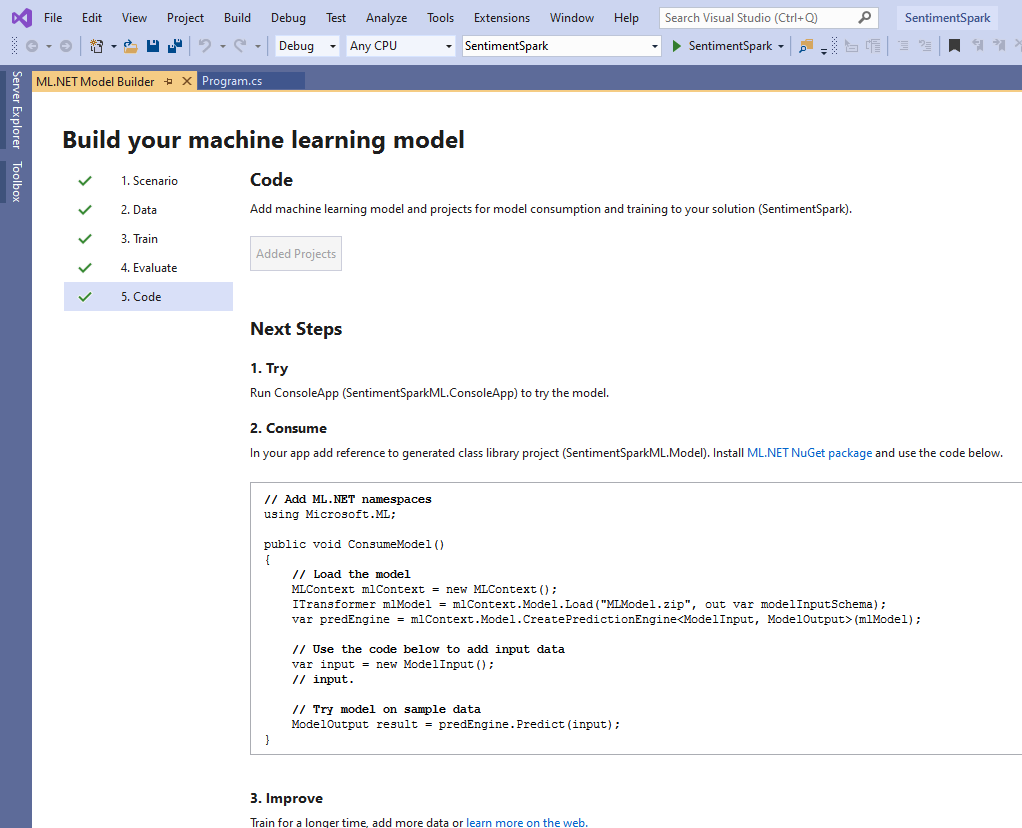 File Edit View Project Build Debug Test Analyze Tools Extensions Window Help Search Visual Studio (Ctrl+Q) SentimentSpark
Debug Any CPU SentimentSpark SentimentSpark
Server Explorer
Toolbox
ML.NET Model Builder Program.cs
Build your machine learning model
1. Scenario
2. Data
3. Train
4. Evaluate
5. Code
Code
Add machine learning model and projects for model consumption and training to your solution (SentimentSpark).
Added Projects
Next Steps
1. Try
Run ConsoleApp (SentimentSparkML.ConsoleApp) to try the model.
2. Consume
In your app add reference to generated class library project (SentimentSparkML.Model). Install ML.NET NuGet package and use the code below.
// Add ML.NET namespaces
using Microsoft.ML;
public void ConsumeModel()
{
// Load the model
MLContext mlContext = new MLContext();
ITransformer mlModel = mlContext.Model.Load("MLModel.zip", out var modelInputSchema);
var predEngine = mlContext.Model.CreatePredictionEngine<ModelInput, ModelOutput>(mlModel);
// Use the code below to add input data
var input = new ModelInput();
// input.
// Try model on sample data
ModelOutput result = predEngine.Predict(input);
}
3. Improve
Train for a longer time, add more data or learn more on the web.